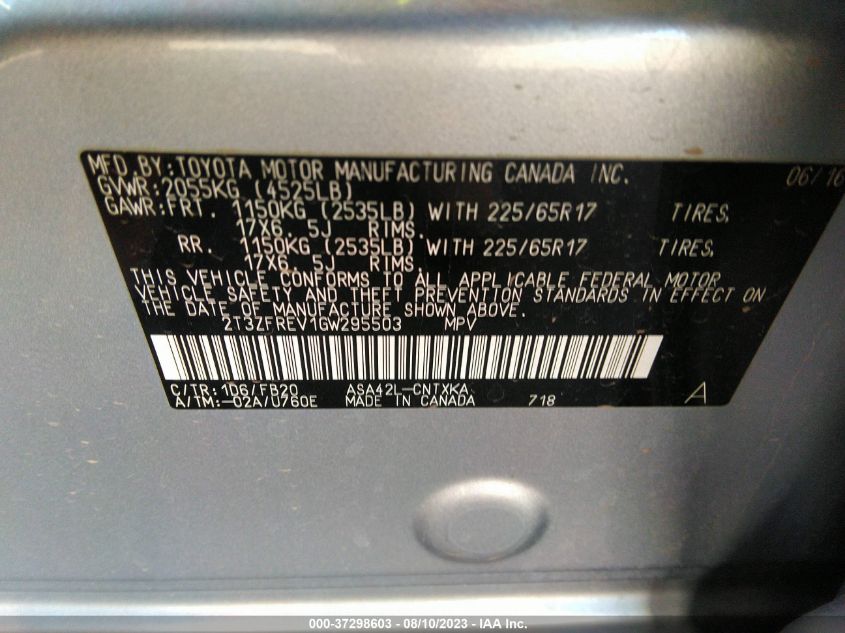 MFD.BY:TOYOTA MOTOR MANUFACTURING CANADA INC. 06/16
GVWR:2055KG (4525LB)
GAWR:FRT. 1150KG (2535LB) WITH 225/65R17 TIRES,
17X6. 5J RIMS,
RR. 1150KG (2535LB) WITH 225/65R17 TIRES,
17X6. 5J RIMS,
THIS VEHICLE CONFORMS TO ALL APPLICABLE FEDERAL MOTOR
VEHICLE SAFETY AND THEFT PREVENTION STANDARDS IN EFFECT ON
THE DATE OF MANUFACTURE SHOWN ABOVE.
2T3ZFREV1GW295503 MPV
C/TR:1D6/FB20 ASA42L-CNTXKA
A/TM:-02A/U760E MADE IN CANADA 718 A
000-37298603 - 08/10/2023 - IAA Inc.